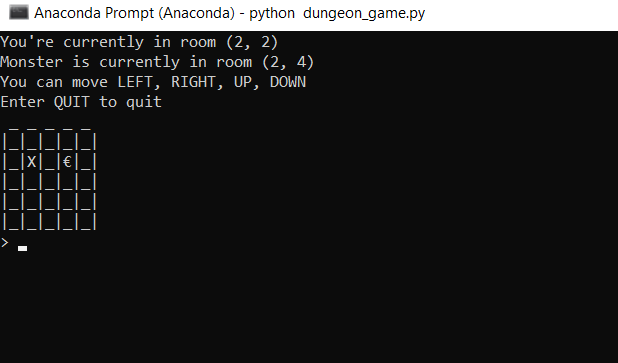 Anaconda Prompt (Anaconda) - python  dungeon_game.py
You're currently in room (2, 2)
Monster is currently in room (2, 4)
You can move LEFT, RIGHT, UP, DOWN
Enter QUIT to quit
 _ _ _ _ _
|_|_|_|_|_|
|_|X|_|€|_|
|_|_|_|_|_|
|_|_|_|_|_|
|_|_|_|_|_|
> _